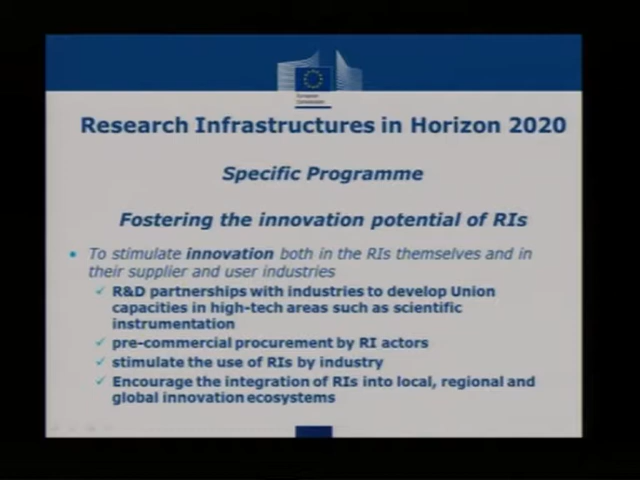 European
Commission
Research Infrastructures in Horizon 2020
Specific Programme
Fostering the innovation potential of RIs
To stimulate innovation both in the RIs themselves and in
their supplier and user industries
R&D partnerships with industries to develop Union
capacities in high-tech areas such as scientific
instrumentation
pre-commercial procurement by RI actors
stimulate the use of RIs by industry
Encourage the integration of RIs into local, regional and
global innovation ecosystems